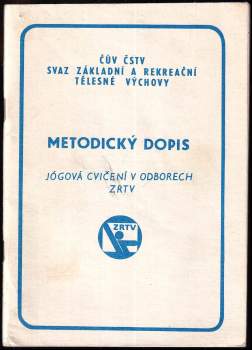 ČÚV ČSTV
SVAZ ZÁKLADNÍ A REKREAČNÍ
TĚLESNÉ VÝCHOVY
METODICKÝ DOPIS
JÓGOVÁ CVIČENÍ V ODBORECH
ZRTV
ZRTV